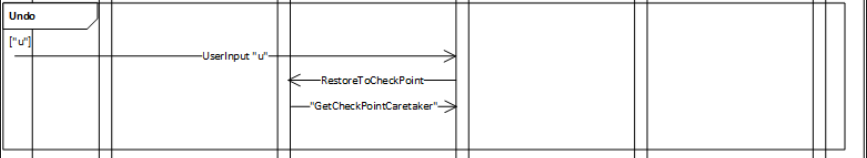 Undo
["u"]
UserInput "u"
RestoreToCheckPoint
"GetCheckPointCaretaker"